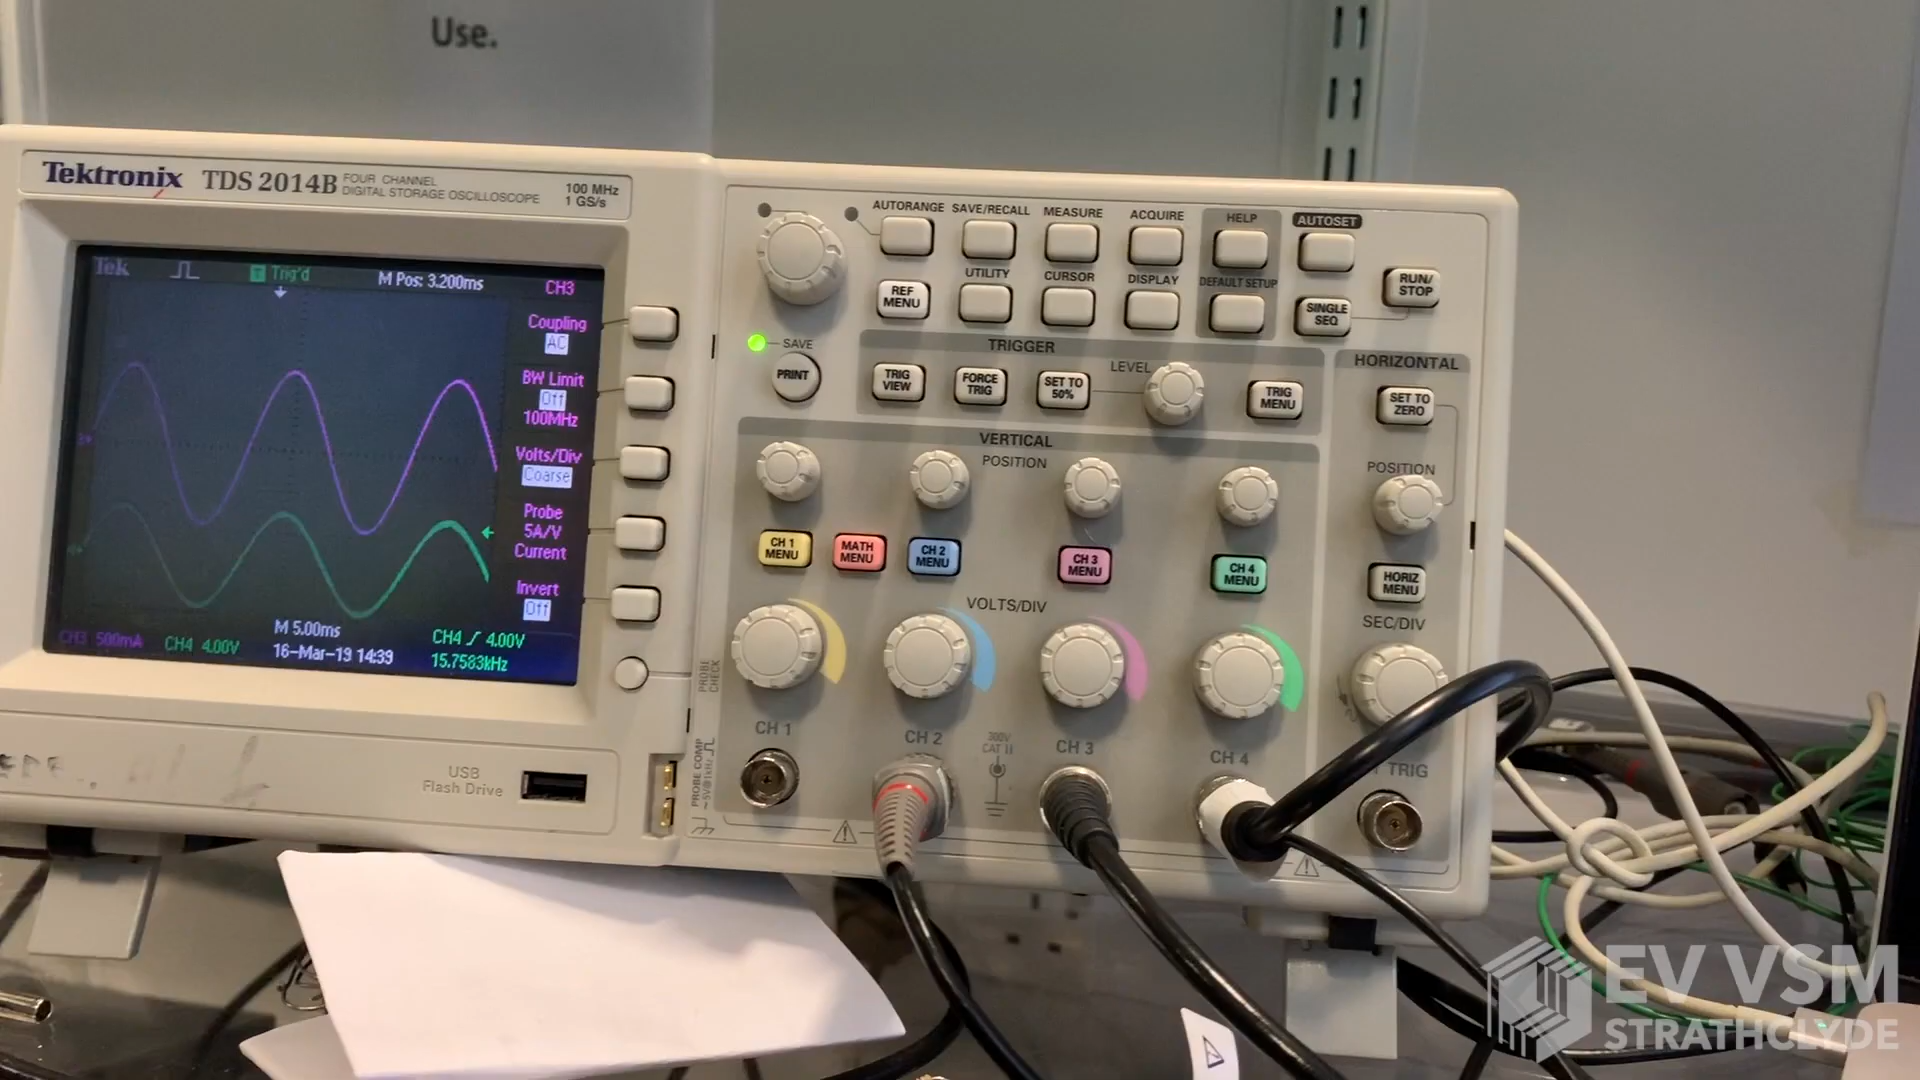 Use.
Tektronix TDS 2014B FOUR CHANNEL
DIGITAL STORAGE OSCILLOSCOPE
100 MHz
1 GS/s
Tek
T Trig'd
M Pos: 3.200ms
CH3
Coupling
AC
BW Limit
Off
100MHz
Volts/Div
Coarse
Probe
5A/V
Current
Invert
Off
CH3 500mA
CH4 4.00V
M 5.00ms
16-Mar-19 14:39
CH4 4.00V
15.7583kHz
AUTORANGE
SAVE/RECALL
MEASURE
ACQUIRE
HELP
AUTOSET
REF
MENU
UTILITY
CURSOR
DISPLAY
DEFAULT SETUP
SINGLE
SEQ
RUN/
STOP
SAVE
PRINT
TRIGGER
TRIG
VIEW
FORCE
TRIG
SET TO
50%
LEVEL
TRIG
MENU
HORIZONTAL
SET TO
ZERO
VERTICAL
POSITION
POSITION
CH 1
MENU
MATH
MENU
CH 2
MENU
CH 3
MENU
CH 4
MENU
HORIZ
MENU
VOLTS/DIV
SEC/DIV
PROBE
CHECK
CH 1
CH 2
300V
CAT II
CH 3
CH 4
TRIG
PROBE COMP
~5V@1kHz
USB
Flash Drive
EV VSM
STRATHCLYDE